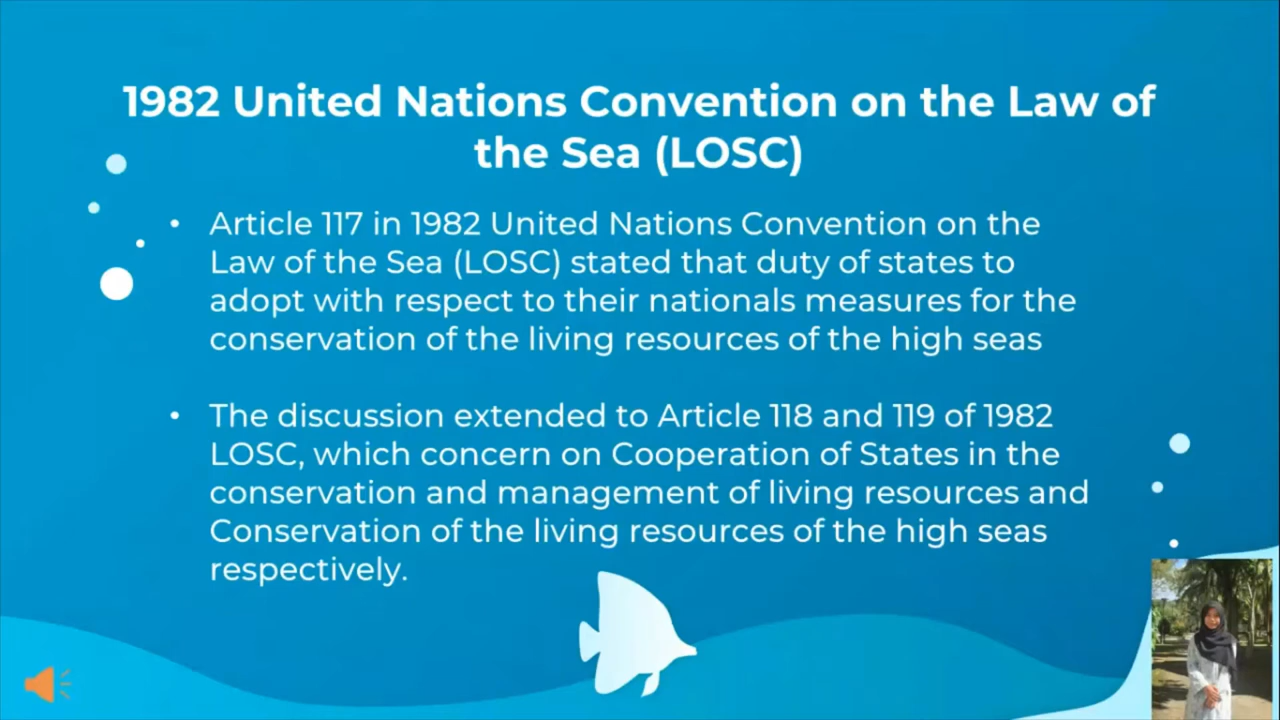 1982 United Nations Convention on the Law of
the Sea (LOSC)
• Article 117 in 1982 United Nations Convention on the
Law of the Sea (LOSC) stated that duty of states to
adopt with respect to their nationals measures for the
conservation of the living resources of the high seas
• The discussion extended to Article 118 and 119 of 1982
LOSC, which concern on Cooperation of States in the
conservation and management of living resources and
Conservation of the living resources of the high seas
respectively.